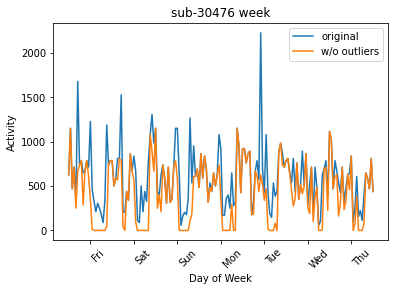 sub-30476 week
original
w/o outliers
Activity
2000
1500
1000
500
0
Fri
Sat
Sun
Mon
Tue
Wed
Thu
Day of Week